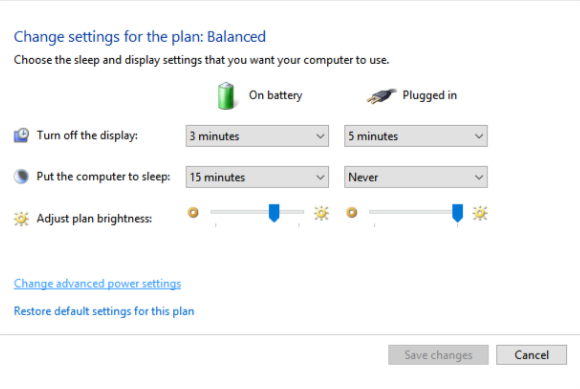 Change settings for the plan: Balanced
Choose the sleep and display settings that you want your computer to use.
On battery Plugged in
Turn off the display: 3 minutes 5 minutes
Put the computer to sleep: 15 minutes Never
Adjust plan brightness:
Change advanced power settings
Restore default settings for this plan
Save changes Cancel